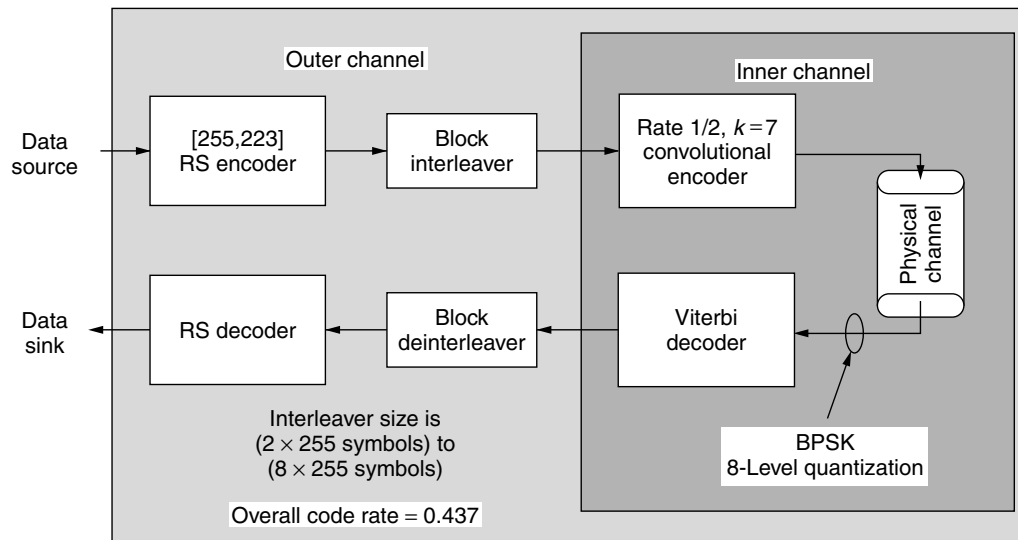 Outer channel
Inner channel
Data
source
[255,223]
RS encoder
Block
interleaver
Rate 1/2, k = 7
convolutional
encoder
Physical
channel
Data
sink
RS decoder
Block
deinterleaver
Viterbi
decoder
Interleaver size is
(2 × 255 symbols) to
(8 × 255 symbols)
BPSK
8-Level quantization
Overall code rate = 0.437